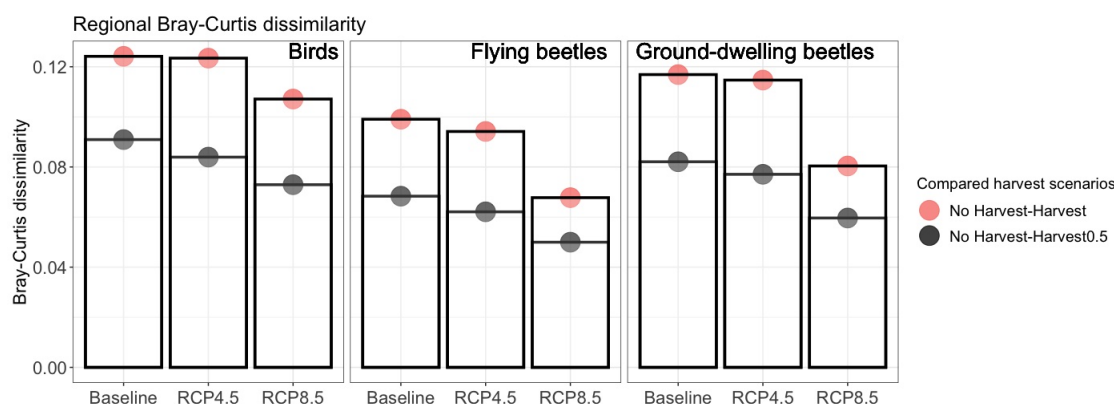 Regional Bray-Curtis dissimilarity
Birds
Flying beetles
Ground-dwelling beetles
Bray-Curtis dissimilarity
0.12
0.08
0.04
0.00
Baseline RCP4.5 RCP8.5
Baseline RCP4.5 RCP8.5
Baseline RCP4.5 RCP8.5
Compared harvest scenarios
No Harvest-Harvest
No Harvest-Harvest0.5